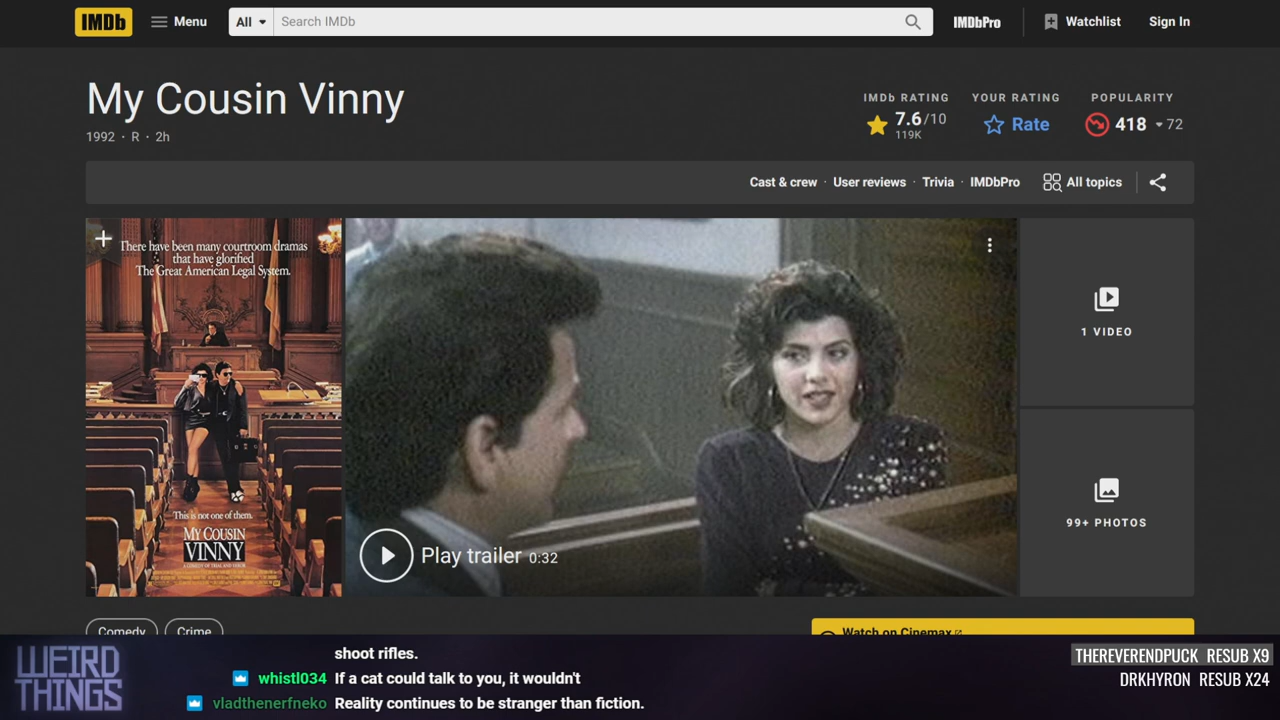 IMDb
Menu
All
Search IMDb
IMDbPro
Watchlist
Sign In
My Cousin Vinny
1992 · R · 2h
IMDb RATING
7.6/10
119K
YOUR RATING
Rate
POPULARITY
418
72
Cast & crew · User reviews · Trivia · IMDbPro
All topics
There have been many courtroom dramas
that have glorified
The Great American Legal System.
This is not one of them.
MY COUSIN
VINNY
A COMEDY OF TRIAL AND ERROR
Play trailer 0:32
1 VIDEO
99+ PHOTOS
Comedy
Crime
Watch on Cinemax
WEIRD
THINGS
shoot rifles.
whistl034 If a cat could talk to you, it wouldn't
vladthenerfneko Reality continues to be stranger than fiction.
THEREVERENDPUCK RESUB X9
DRKHYRON RESUB X24